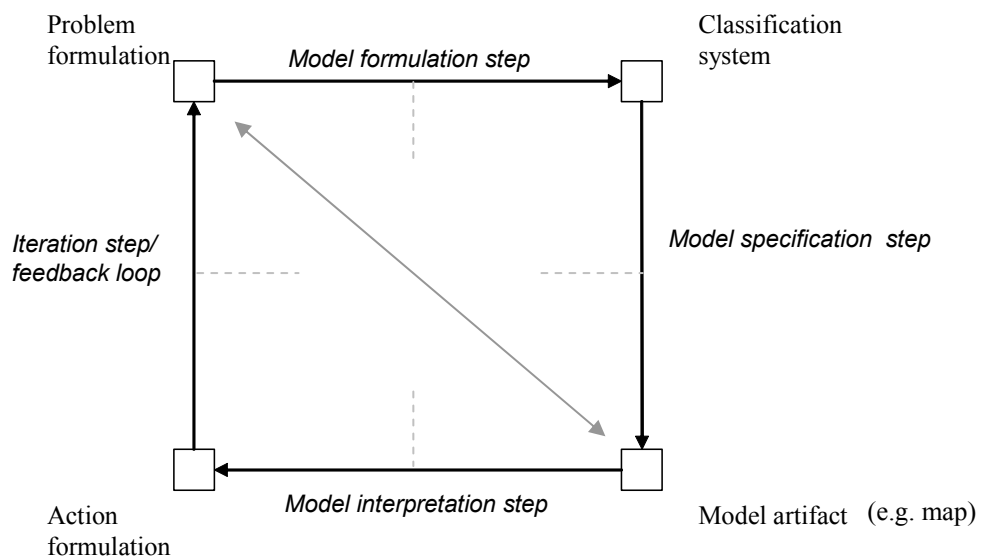 Problem
formulation
Classification
system
Model formulation step
Iteration step/
feedback loop
Model specification step
Model interpretation step
Action
formulation
Model artifact (e.g. map)